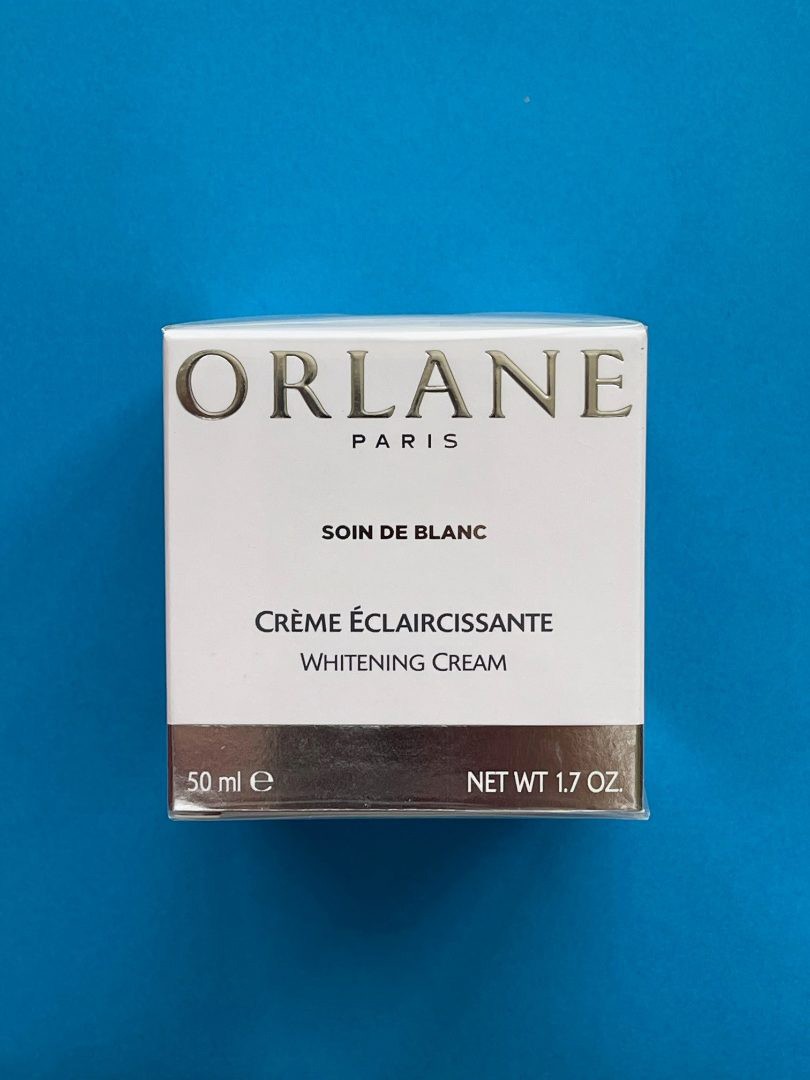 ORLANE
PARIS
SOIN DE BLANC
CRÈME ÉCLAIRCISSANTE
WHITENING CREAM
50 ml ℮ NET WT 1.7 OZ.